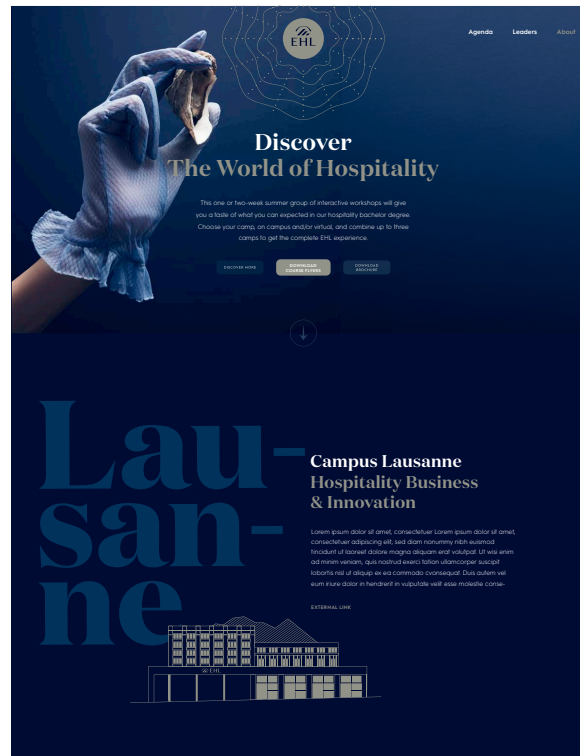 EHL
Agenda Leaders About
Discover
The World of Hospitality
This one or two-week summer group of interactive workshops will give
you a taste of what you can expected in our hospitality bachelor degree.
Choose your camp, on campus and/or virtual, and combine up to three
camps to get the complete EHL experience.
DISCOVER MORE
DOWNLOAD
COURSE FLYERS
DOWNLOAD
BROCHURE
Lau-
san-
ne
Campus Lausanne
Hospitality Business
& Innovation
Lorem ipsum dolor sit amet, consectetuer Lorem ipsum dolor sit amet,
consectetuer adipiscing elit, sed diam nonummy nibh euismod
tincidunt ut laoreet dolore magna aliquam erat volutpat. Ut wisi enim
ad minim veniam, quis nostrud exerci tation ullamcorper suscipit
lobortis nisl ut aliquip ex ea commodo cvonsequat. Duis autem vel
eum iriure dolor in hendrerit in vulputate velit esse molestie conse-
EXTERNAL LINK
EHL